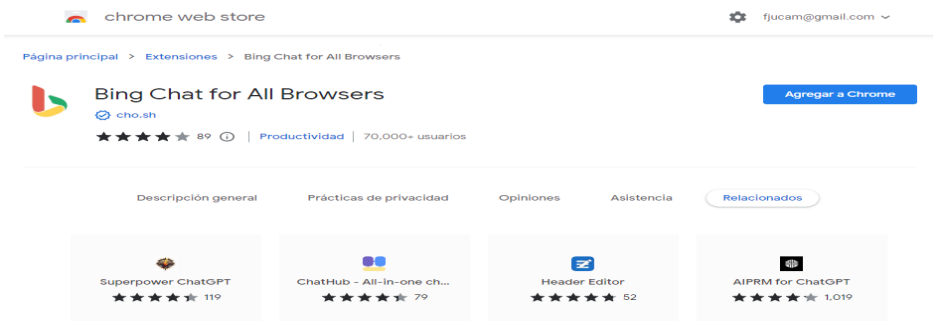 chrome web store
fjucam@gmail.com
Página principal > Extensiones > Bing Chat for All Browsers
Bing Chat for All Browsers
Agregar a Chrome
cho.sh
89 | Productividad | 70,000+ usuarios
Descripción general Prácticas de privacidad Opiniones Asistencia Relacionados
Superpower ChatGPT ChatHub - All-in-one ch... Header Editor AIPRM for ChatGPT
119 79 52 1,019